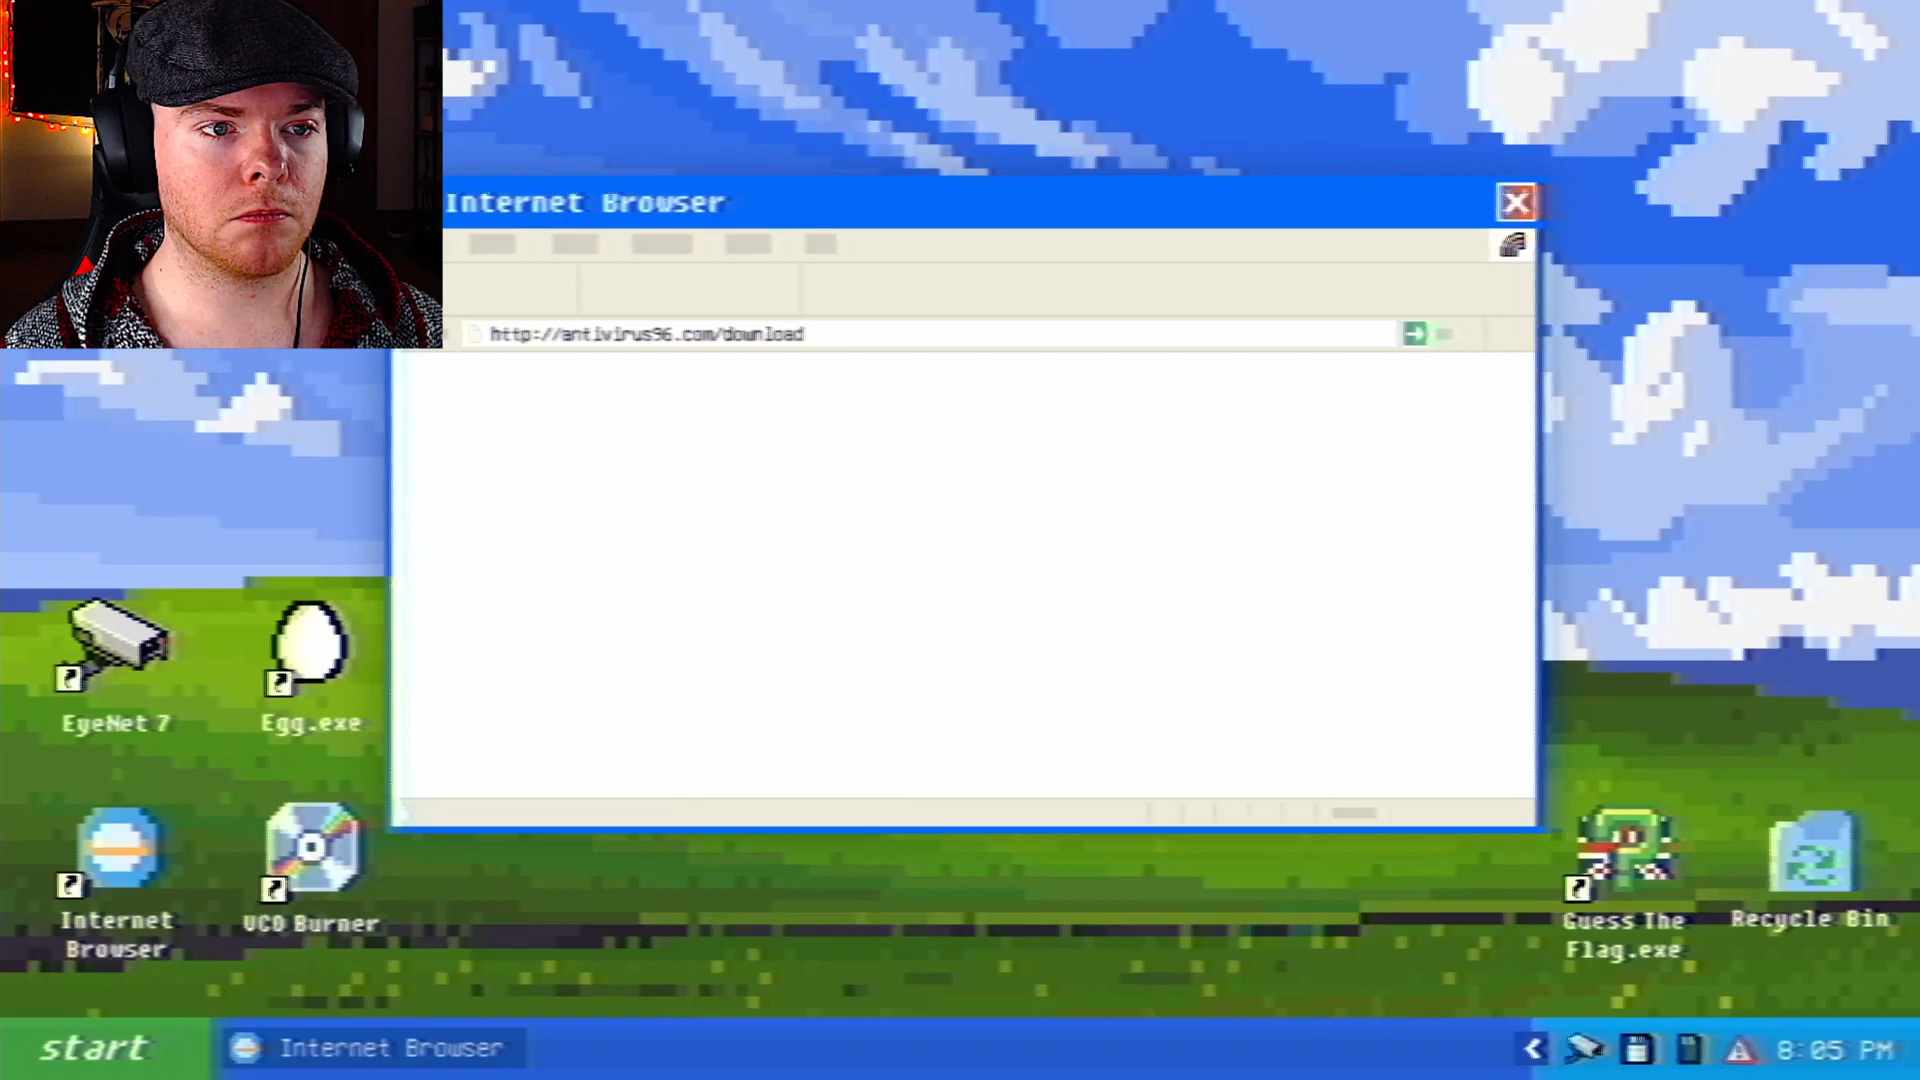 Internet Browser
http://antivirus96.com/download
EyeNet 7
Egg.exe
Internet
Browser
VCD Burner
Guess The
Flag.exe
Recycle Bin
start
Internet Browser
8:05 PM